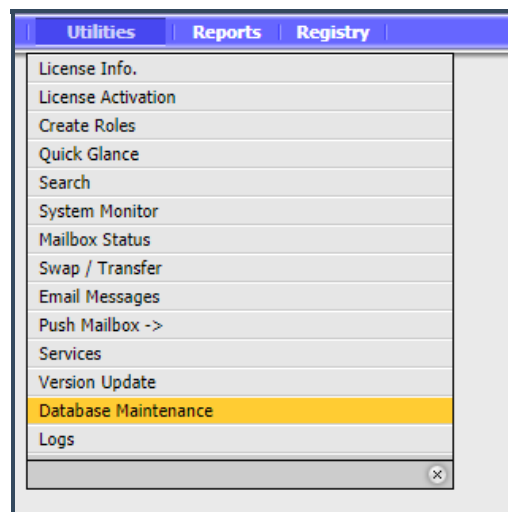 Utilities Reports Registry
License Info.
License Activation
Create Roles
Quick Glance
Search
System Monitor
Mailbox Status
Swap / Transfer
Email Messages
Push Mailbox ->
Services
Version Update
Database Maintenance
Logs